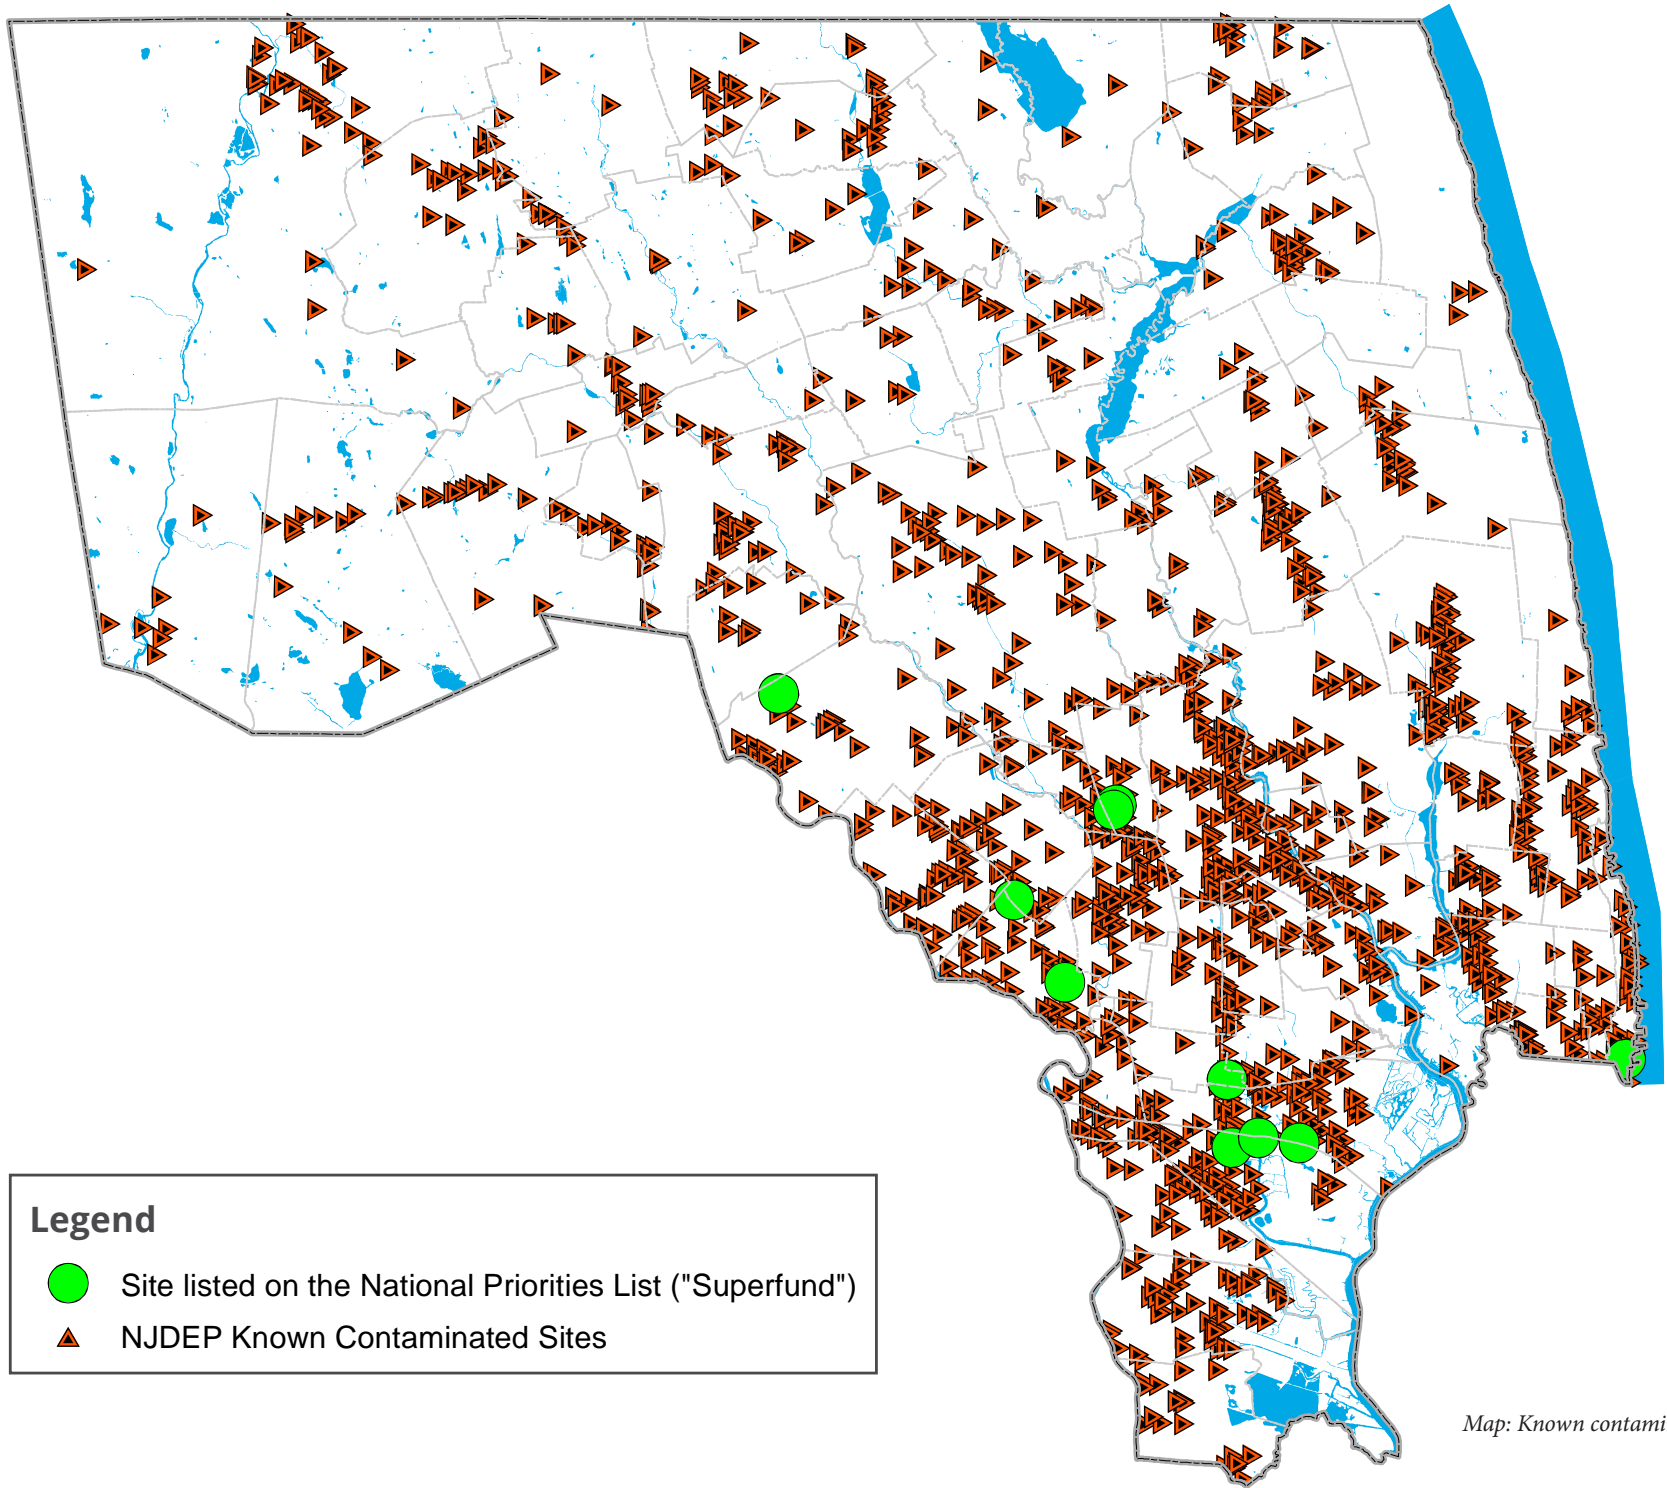 Legend
Site listed on the National Priorities List ("Superfund")
NJDEP Known Contaminated Sites
Map: Known contami